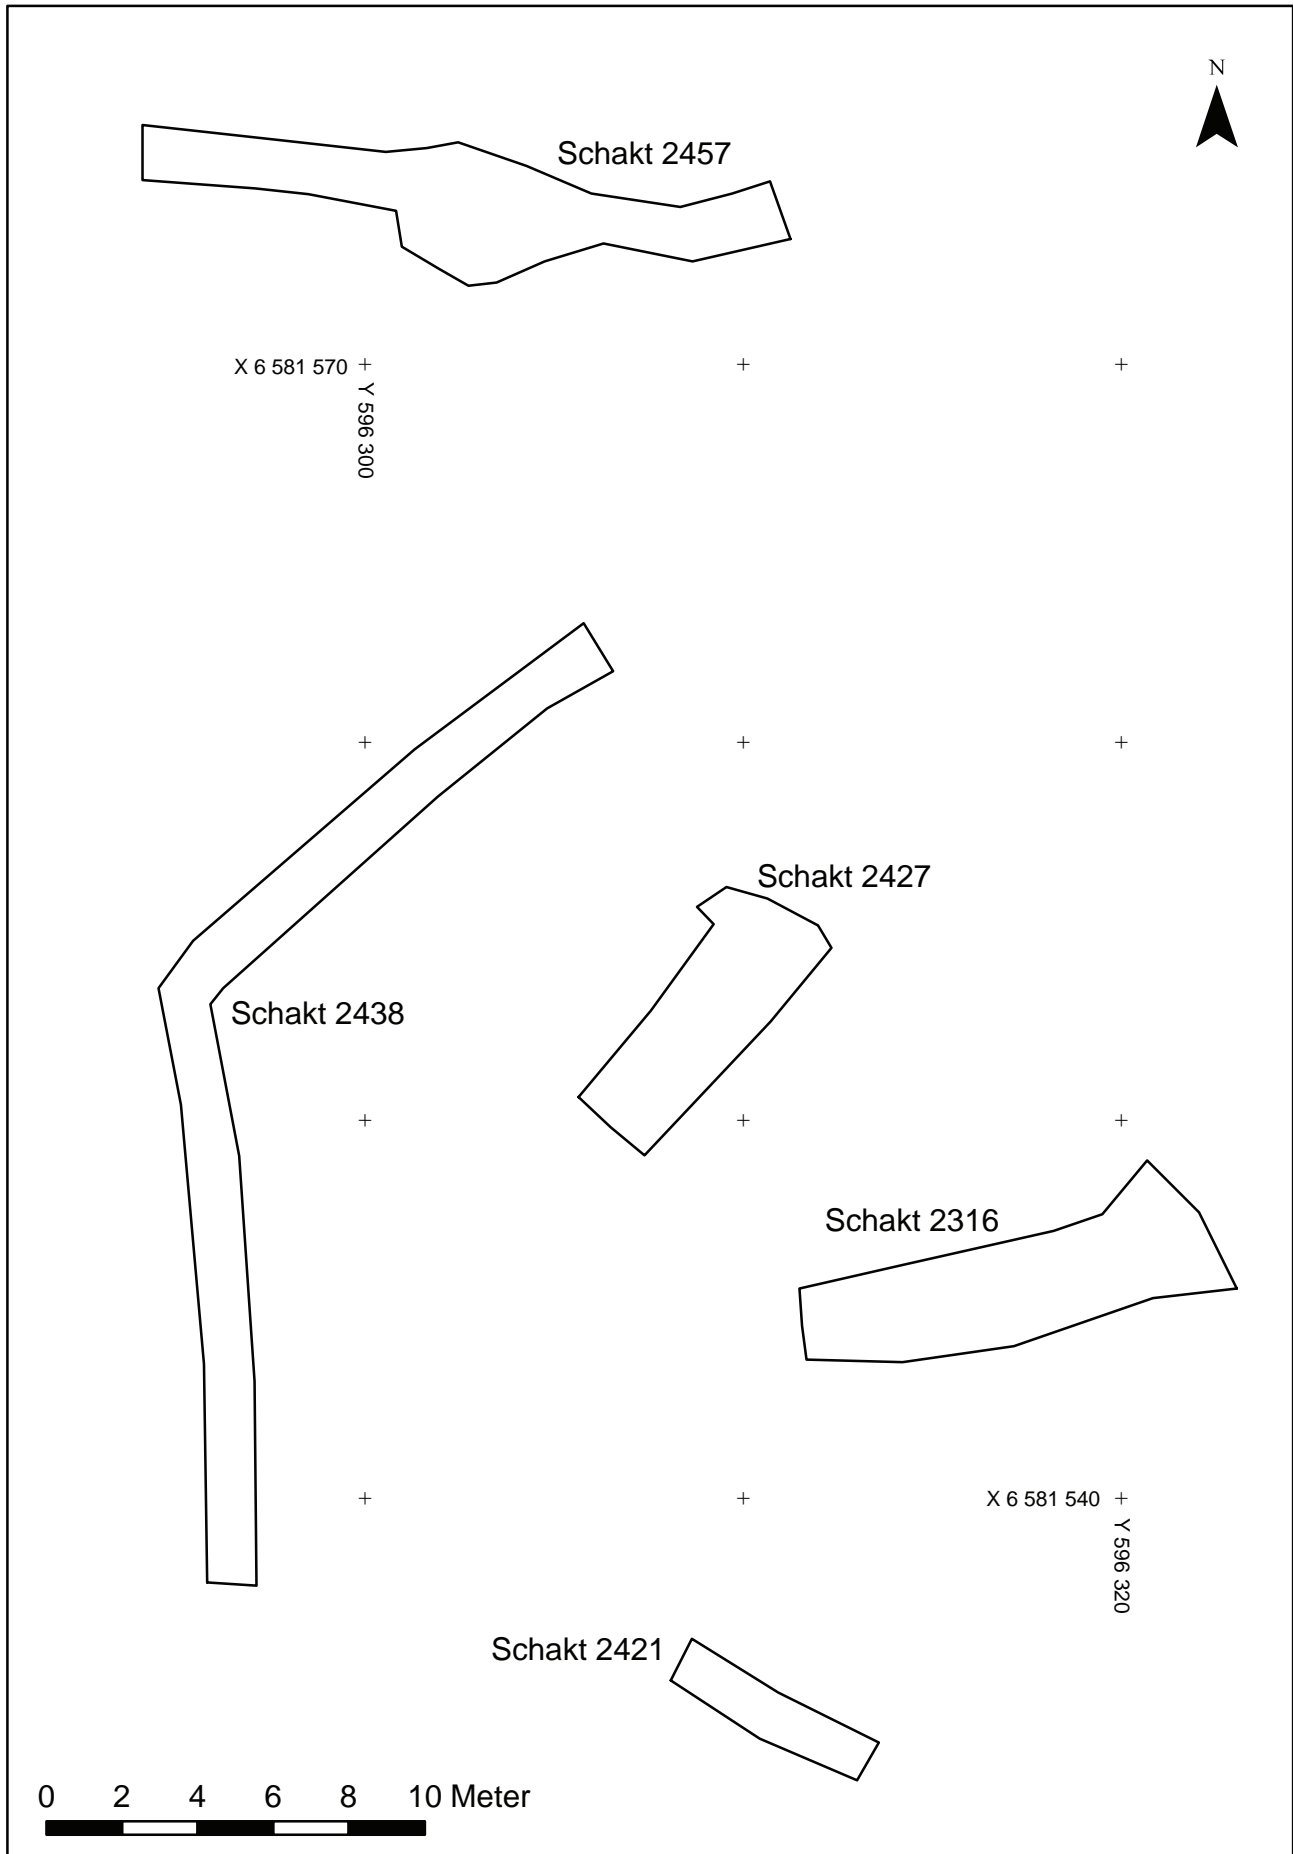 N
Schakt 2457
X 6 581 570
Y 596 300
Schakt 2427
Schakt 2438
Schakt 2316
X 6 581 540
Y 596 320
Schakt 2421
0 2 4 6 8 10 Meter